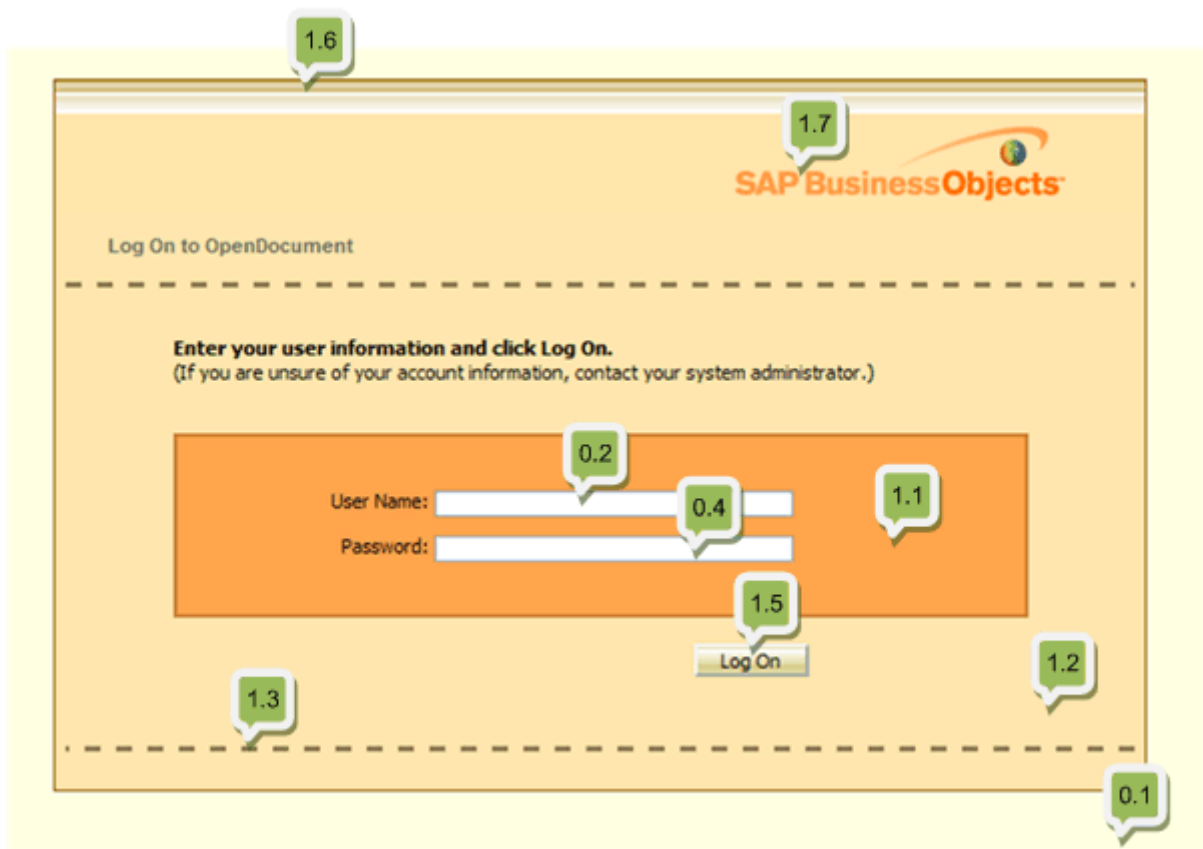 1.6
1.7
SAP BusinessObjects™
Log On to OpenDocument
Enter your user information and click Log On.
(If you are unsure of your account information, contact your system administrator.)
0.2
User Name:
0.4
1.1
Password:
1.5
Log On
1.2
1.3
0.1